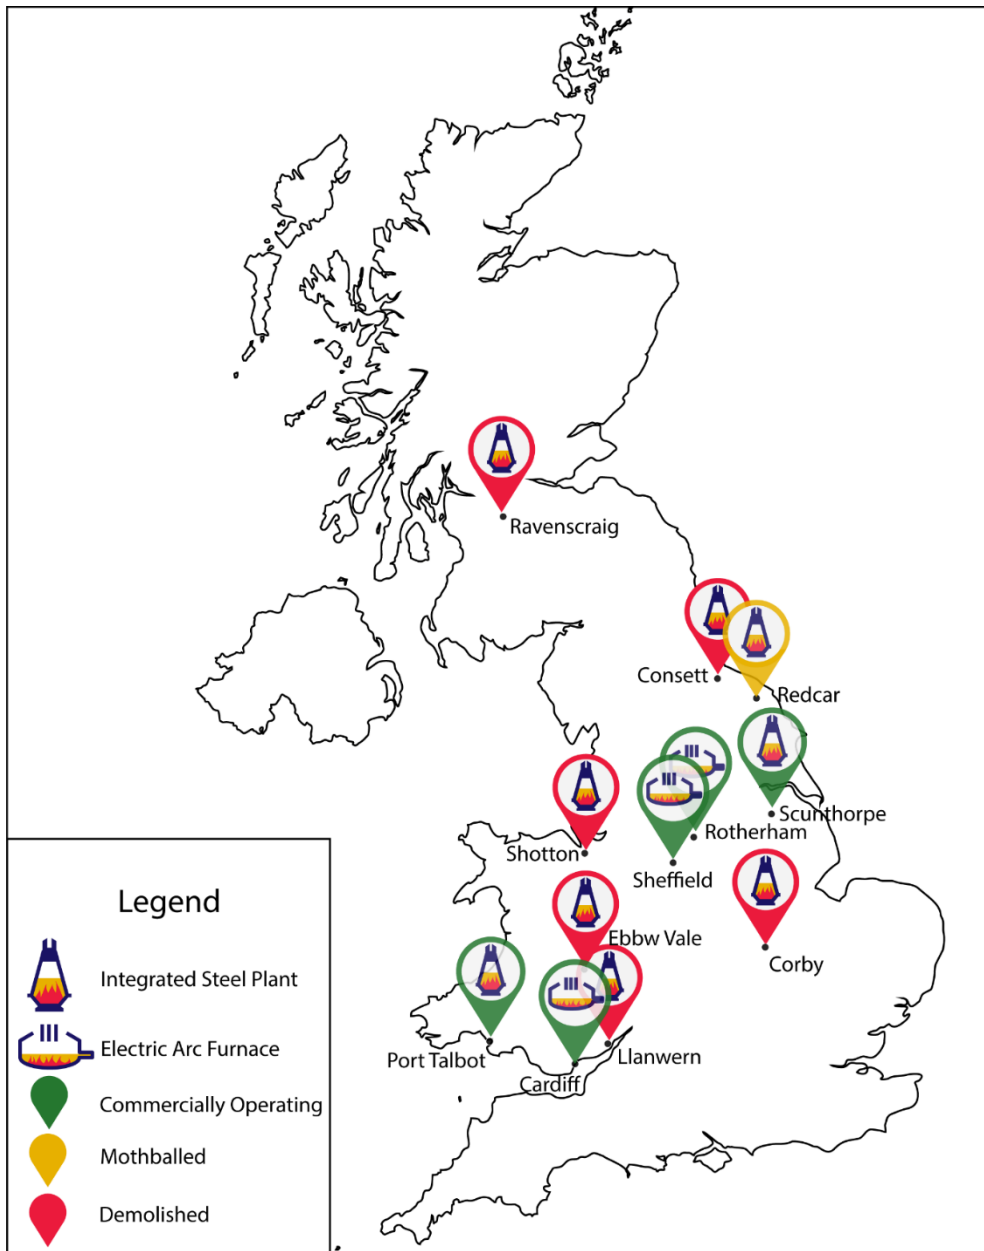 Ravenscraig
Consett
Redcar
Scunthorpe
Rotherham
Shotton
Sheffield
Ebbw Vale
Corby
Port Talbot
Llanwern
Cardiff
Legend
Integrated Steel Plant
Electric Arc Furnace
Commercially Operating
Mothballed
Demolished